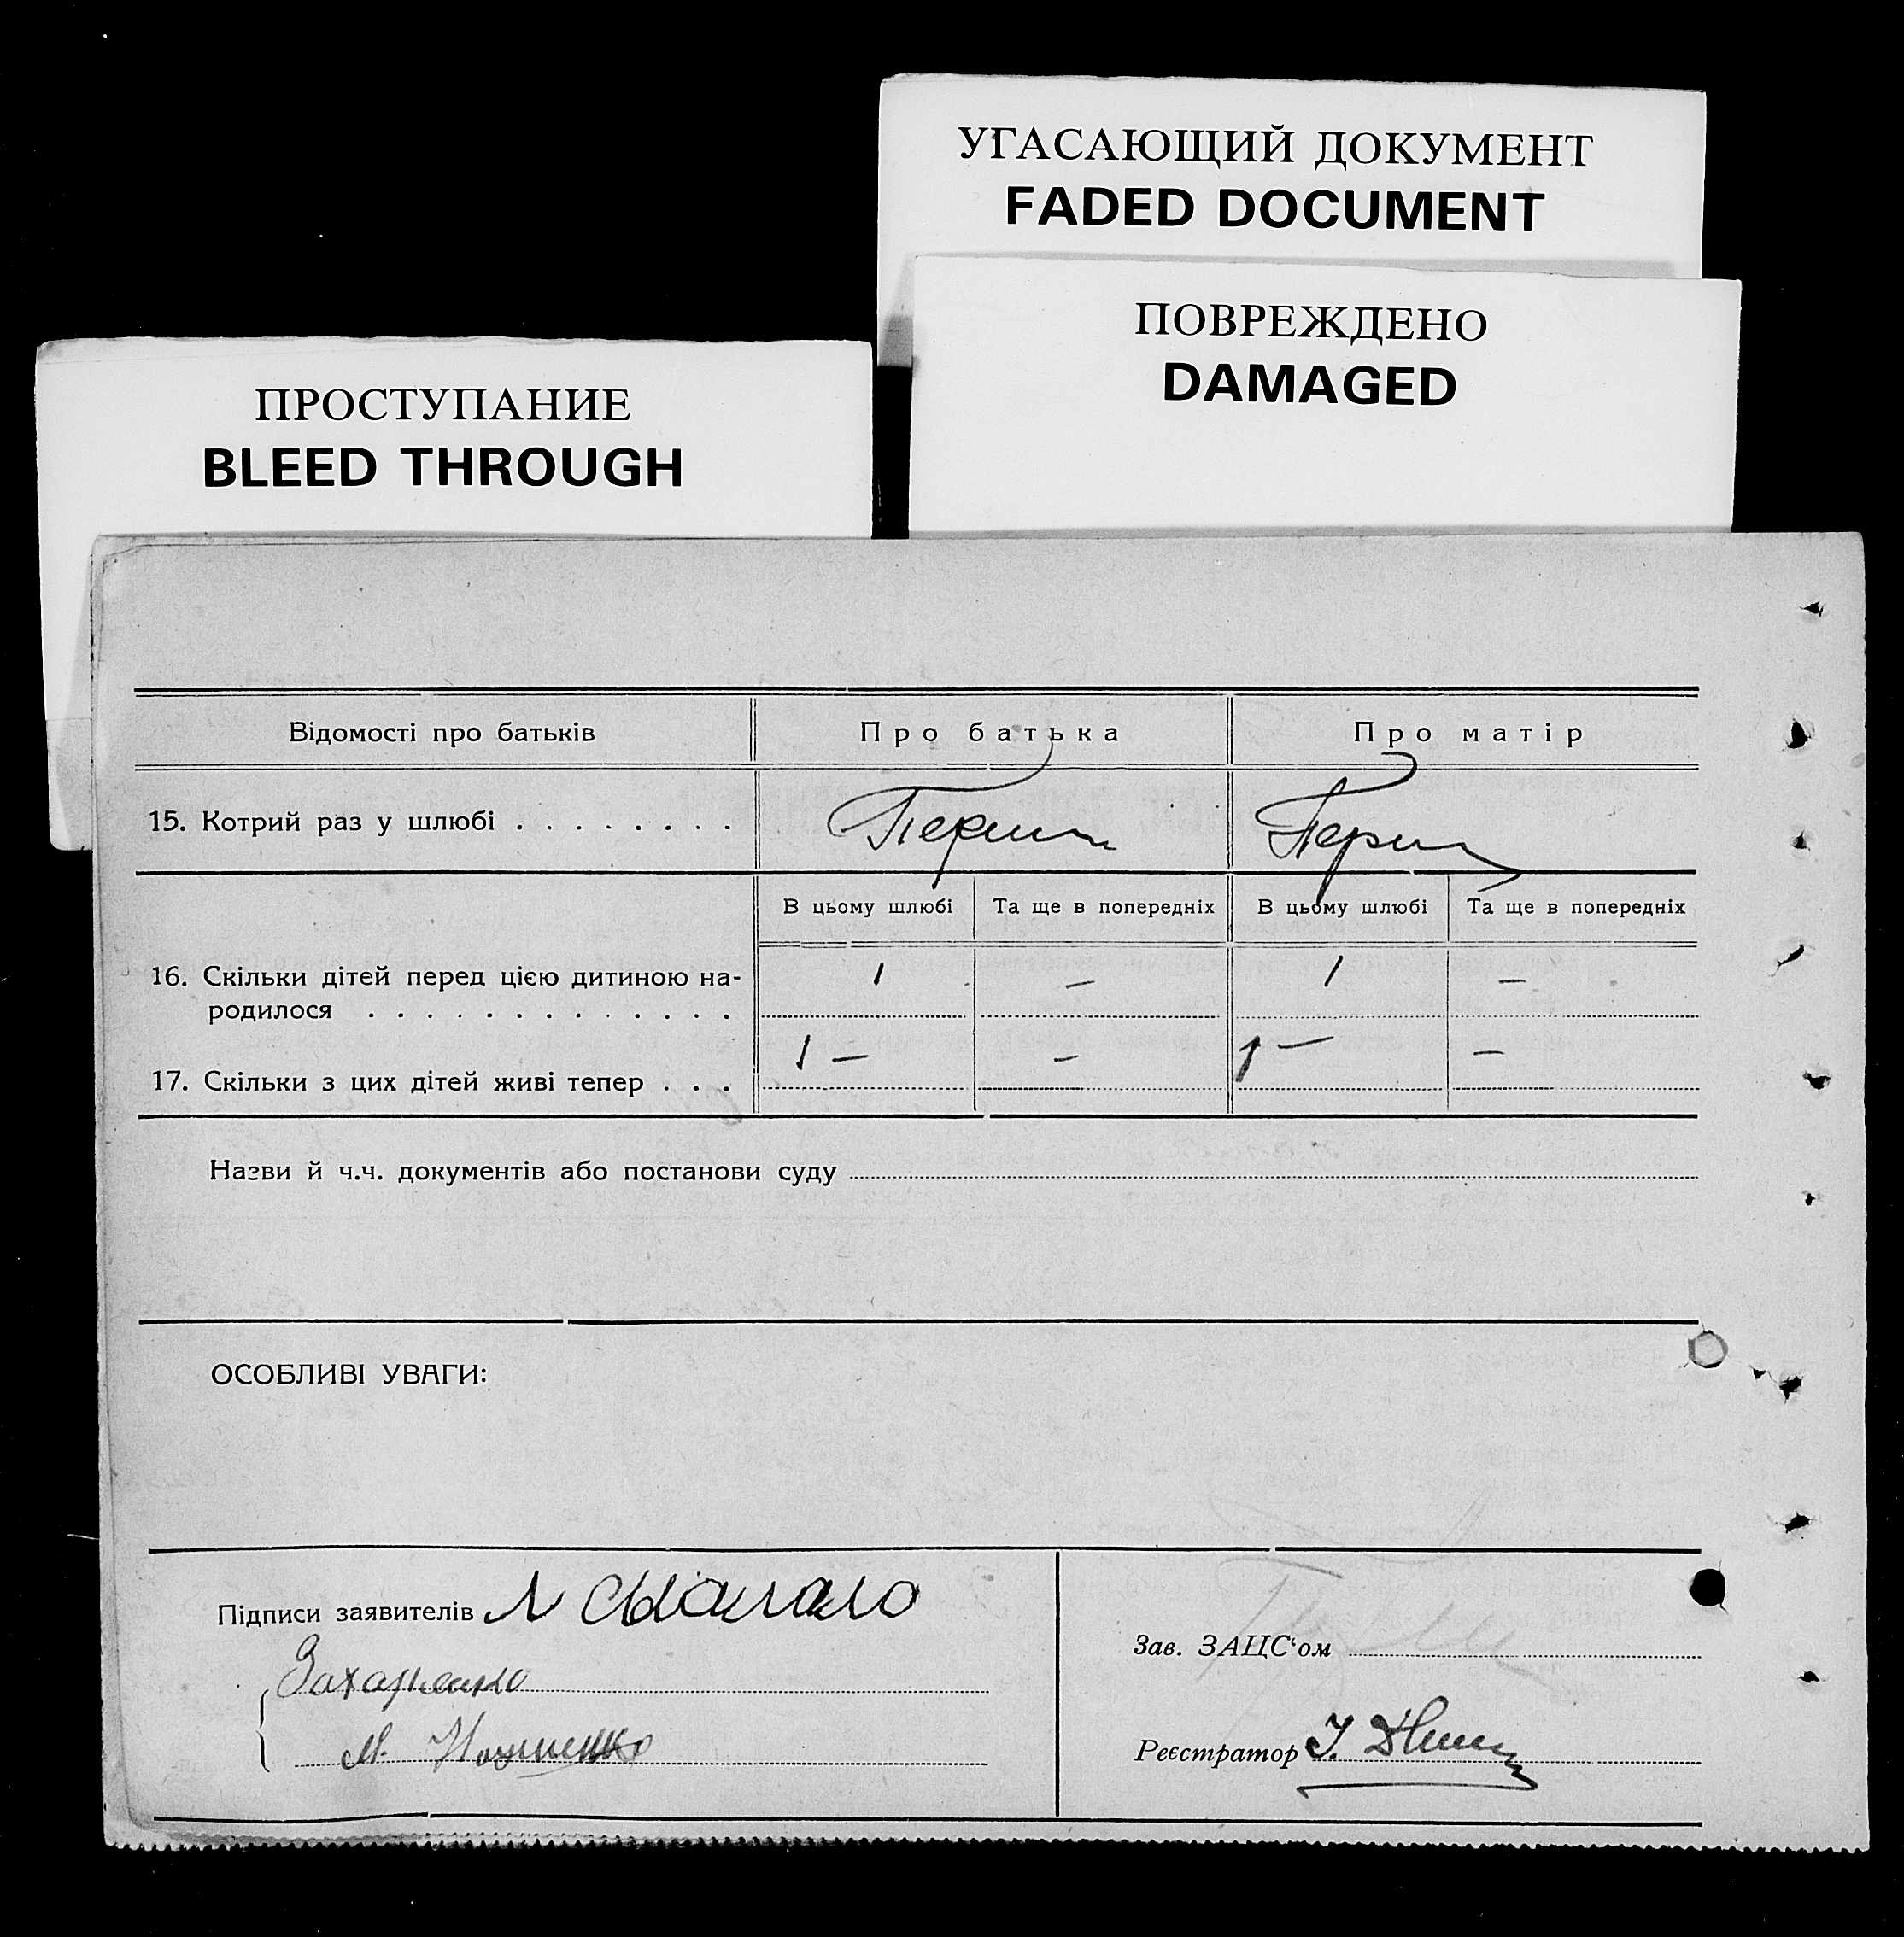 УГАСАЮЩИЙ ДОКУМЕНТ
FADED DOCUMENT
ПОВРЕЖДЕНО
DAMAGED
ПРОСТУПАНИЕ
BLEED THROUGH
Відомості про батьків Про батька Про матір
15. Котрий раз у шлюбі . . . . . . . .
В цьому шлюбі Та ще в попередніх В цьому шлюбі Та ще в попередніх
16. Скільки дітей перед цією дитиною на- 1 — 1 —
родилося . . . . . . . . . . . . .
17. Скільки з цих дітей живі тепер . . . 1 — — 1 — —
Назви й ч.ч. документів або постанови суду
ОСОБЛИВІ УВАГИ:
Підписи заявителів
Захарченко
М.
Зав. ЗАЦС‘ом
Реєстратор І.